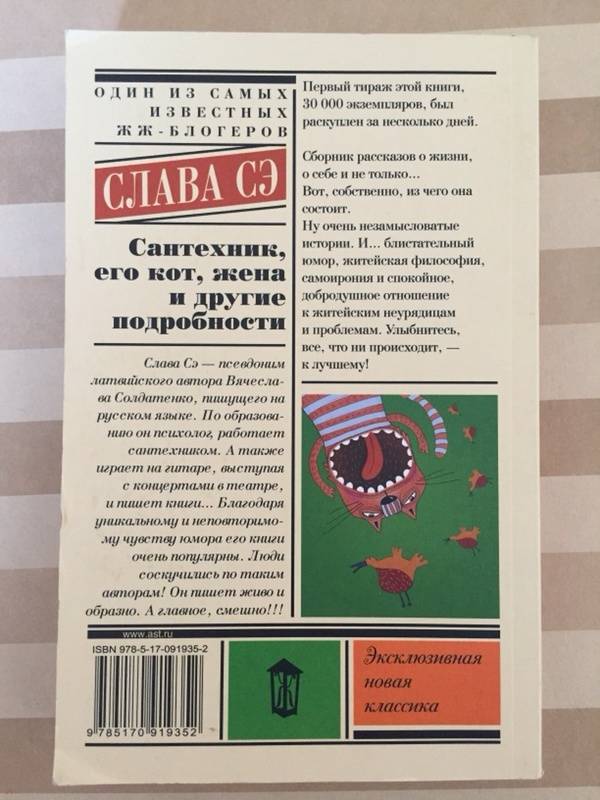 ОДИН ИЗ САМЫХ
ИЗВЕСТНЫХ
ЖЖ-БЛОГЕРОВ
СЛАВА СЭ
Сантехник,
его кот, жена
и другие
подробности
Слава Сэ — псевдоним
латвийского автора Вячесла-
ва Солдатенко, пишущего на
русском языке. По образова-
нию он психолог, работает
сантехником. А также
играет на гитаре, выступая
с концертами в театре,
и пишет книги... Благодаря
уникальному и неповторимо-
му чувству юмора его книги
очень популярны. Люди
соскучились по таким
авторам! Он пишет живо и
образно. А главное, смешно!!!
Первый тираж этой книги,
30 000 экземпляров, был
раскуплен за несколько дней.
Сборник рассказов о жизни,
о себе и не только...
Вот, собственно, из чего она
состоит.
Ну очень незамысловатые
истории. И... блистательный
юмор, житейская философия,
самоирония и спокойное,
добродушное отношение
к житейским неурядицам
и проблемам. Улыбнитесь,
все, что ни происходит, —
к лучшему!
www.ast.ru
ISBN 978-5-17-091935-2
9 785170 919352
Ж
Эксклюзивная
новая
классика